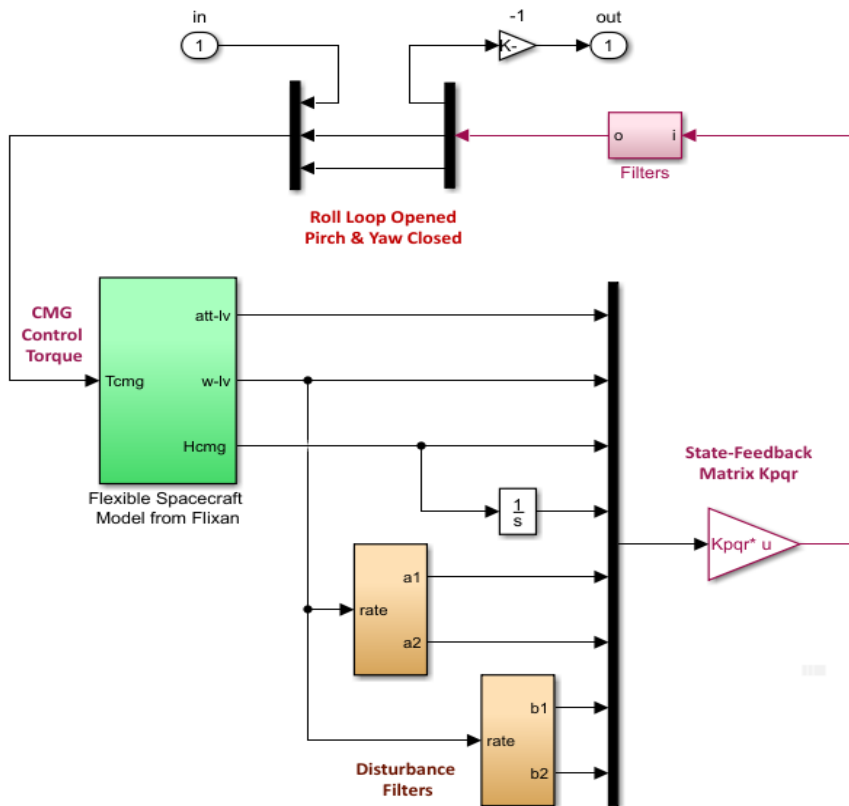 in
-1
out
1
K-
1
o
i
Filters
Roll Loop Opened
Pirch & Yaw Closed
CMG
Control
Torque
att-lv
Tcmg
w-lv
Hcmg
Flexible Spacecraft
Model from Flixan
1
s
State-Feedback
Matrix Kpqr
Kpqr* u
rate
a1
a2
rate
b1
b2
Disturbance
Filters